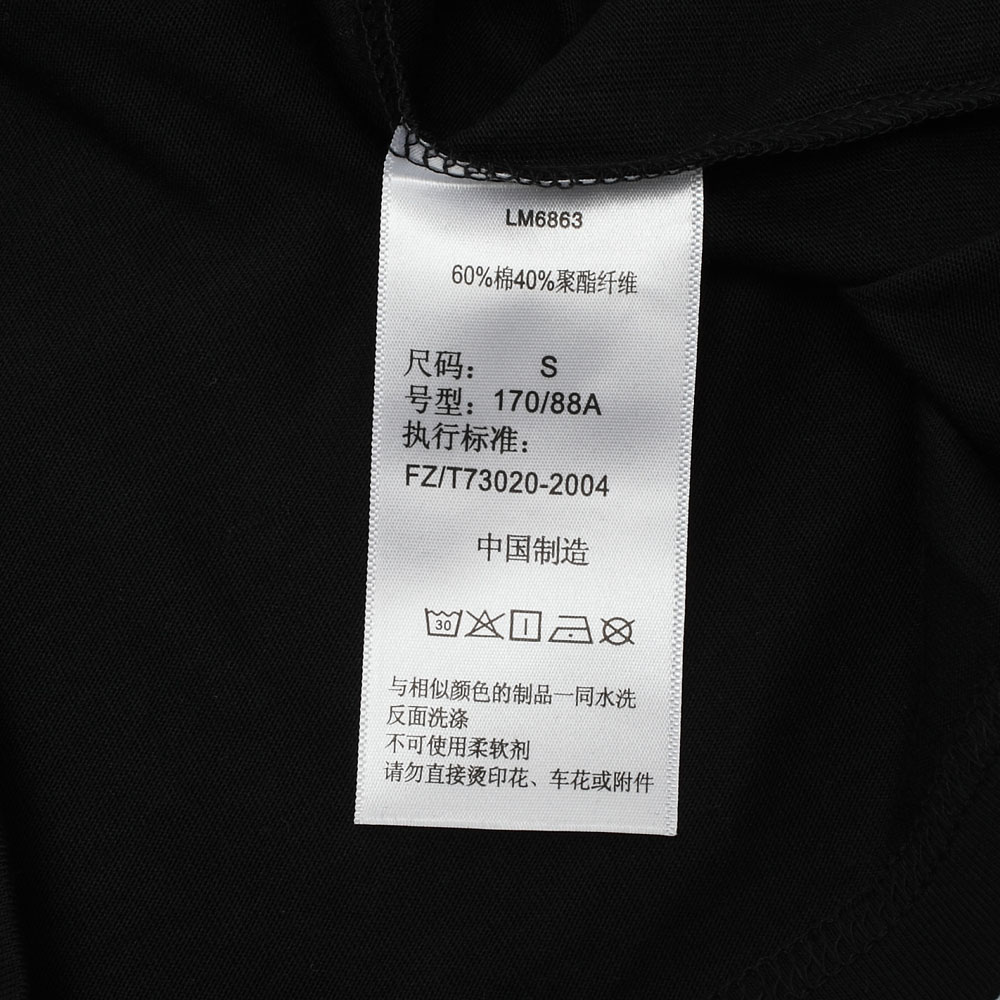 LM6863
60%棉40%聚酯纤维
尺码： S
号型：170/88A
执行标准：
FZ/T73020-2004
中国制造
30
与相似颜色的制品一同水洗
反面洗涤
不可使用柔软剂
请勿直接烫印花、车花或附件